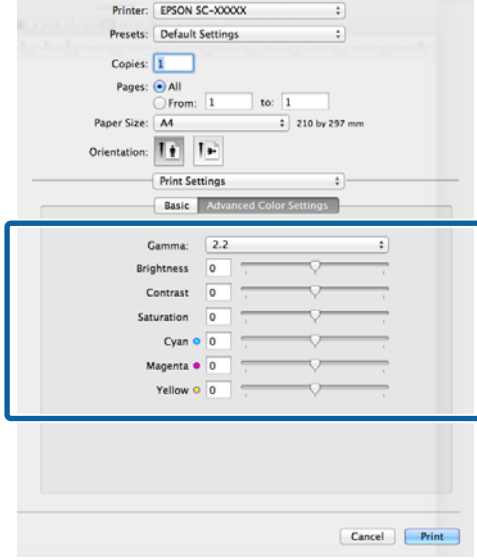 Printer: EPSON SC-XXXXX
Presets: Default Settings
Copies: 1
Pages: All
From: 1 to: 1
Paper Size: A4 210 by 297 mm
Orientation:
Print Settings
Basic Advanced Color Settings
Gamma: 2.2
Brightness 0
Contrast 0
Saturation 0
Cyan 0
Magenta 0
Yellow 0
Cancel Print